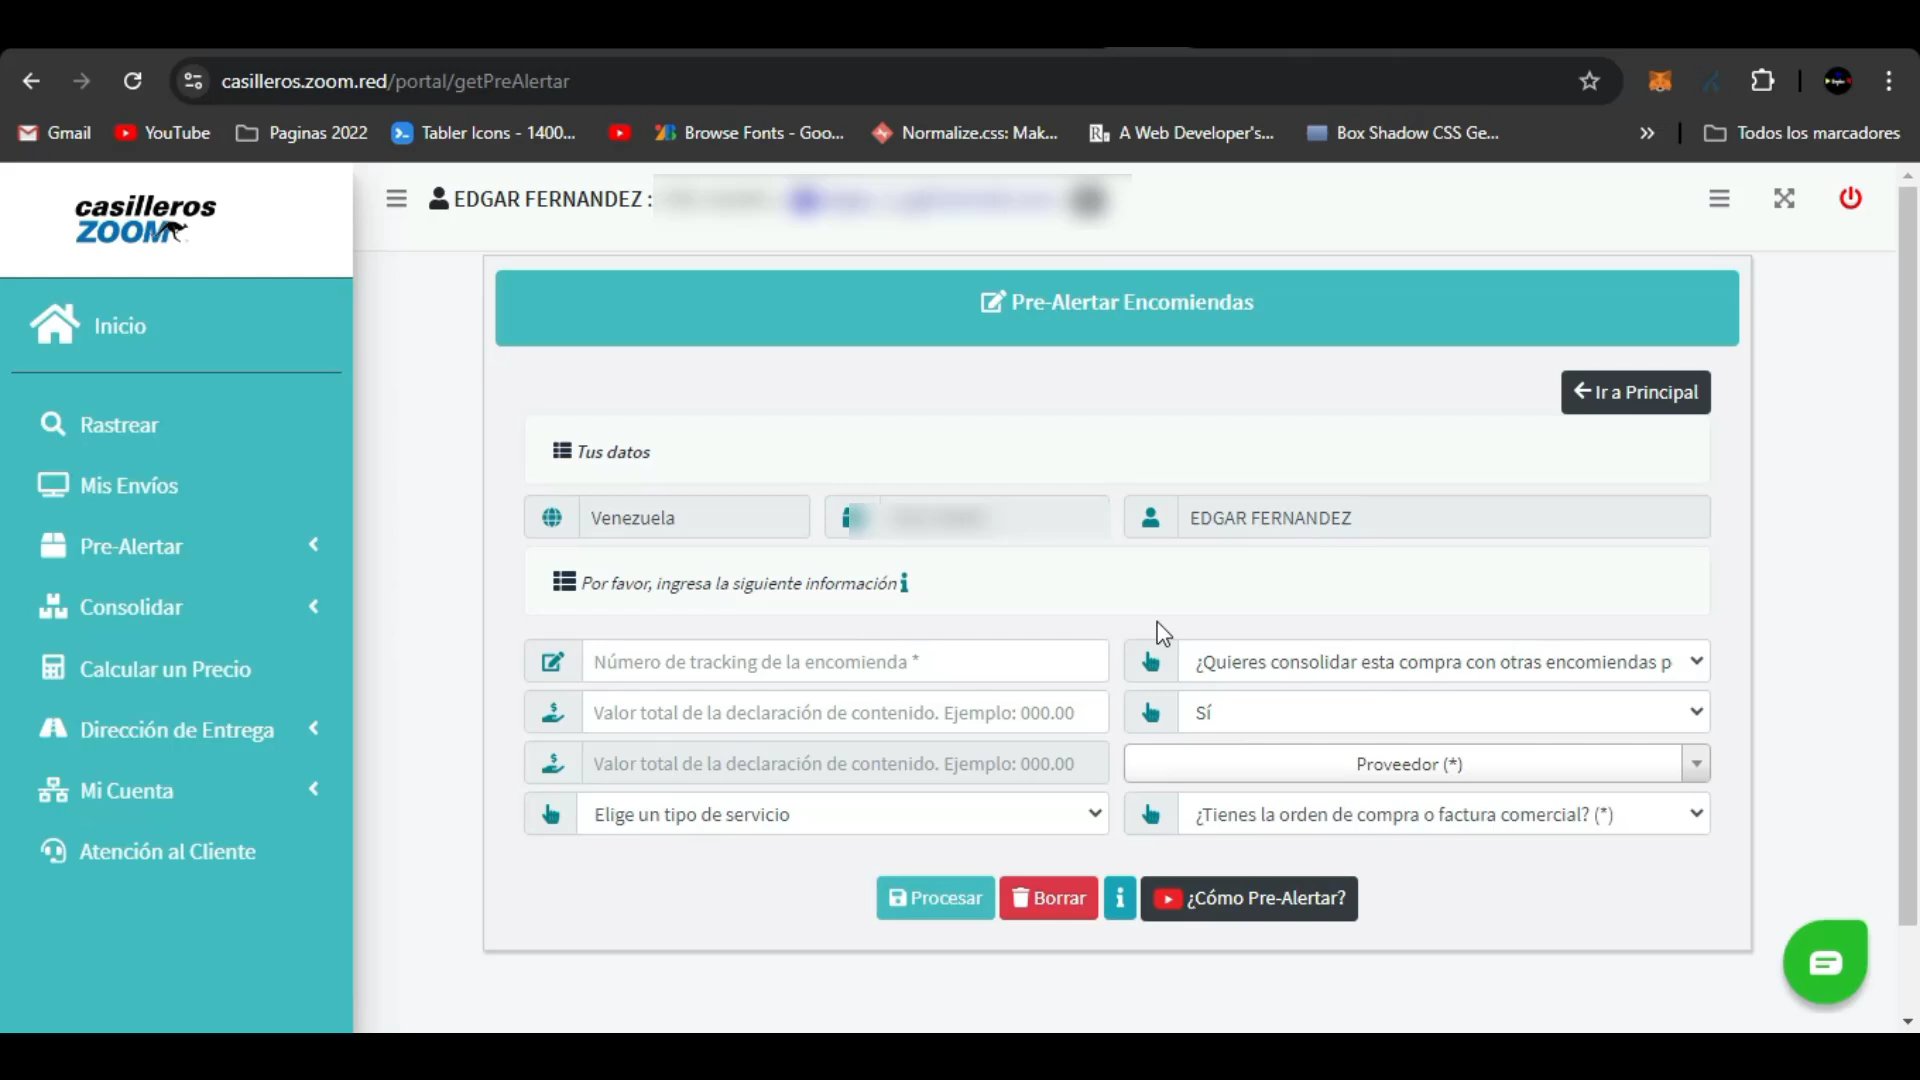 casilleros.zoom.red/portal/getPreAlertar
Gmail
YouTube
Paginas 2022
Tabler Icons - 1400...
Browse Fonts - Goo...
Normalize.css: Mak...
A Web Developer's...
Box Shadow CSS Ge...
Todos los marcadores
casilleros
ZOOM
EDGAR FERNANDEZ :
Inicio
Rastrear
Mis Envíos
Pre-Alertar
Consolidar
Calcular un Precio
Dirección de Entrega
Mi Cuenta
Atención al Cliente
Pre-Alertar Encomiendas
Ir a Principal
Tus datos
Venezuela
EDGAR FERNANDEZ
Por favor, ingresa la siguiente información
Número de tracking de la encomienda *
¿Quieres consolidar esta compra con otras encomiendas p
Valor total de la declaración de contenido. Ejemplo: 000.00
Sí
Valor total de la declaración de contenido. Ejemplo: 000.00
Proveedor (*)
Elige un tipo de servicio
¿Tienes la orden de compra o factura comercial? (*)
Procesar
Borrar
¿Cómo Pre-Alertar?